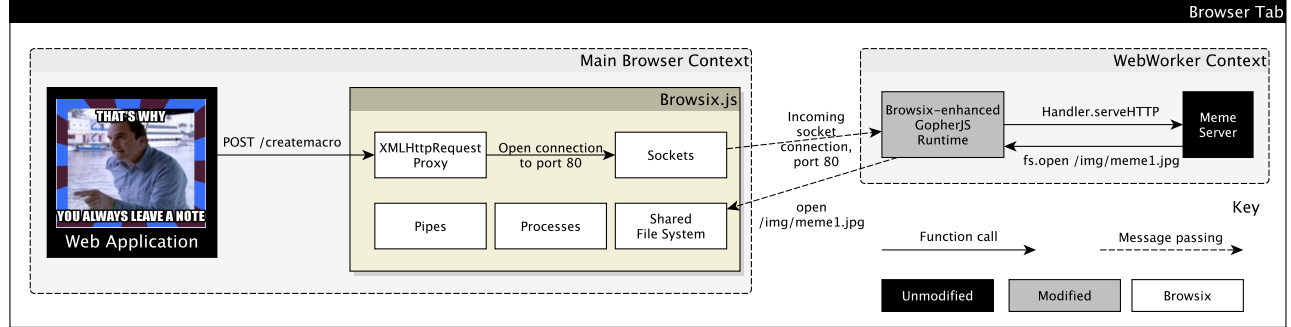 Browser Tab
Main Browser Context
WebWorker Context
Browsix.js
THAT'S WHY
YOU ALWAYS LEAVE A NOTE
Web Application
POST /createmacro
XMLHttpRequest
Proxy
Open connection
to port 80
Sockets
Pipes
Processes
Shared
File System
Incoming
socket
connection,
port 80
open
/img/meme1.jpg
Browsix-enhanced
GopherJS
Runtime
Handler.serveHTTP
fs.open /img/meme1.jpg
Meme
Server
Key
Function call
Message passing
Unmodified
Modified
Browsix